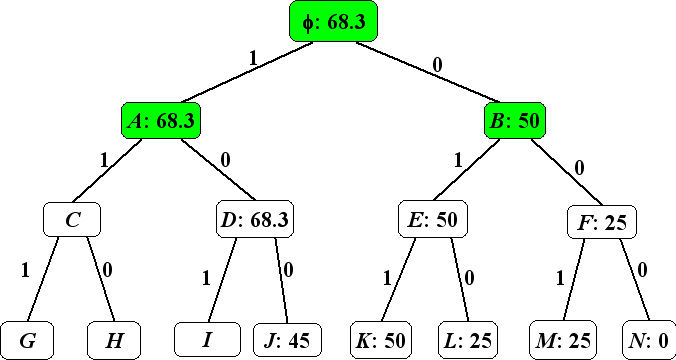 ϕ: 68.3
1 0
A: 68.3 B: 50
1 0 1 0
C D: 68.3 E: 50 F: 25
1 0 1 0 1 0 1 0
G H I J: 45 K: 50 L: 25 M: 25 N: 0